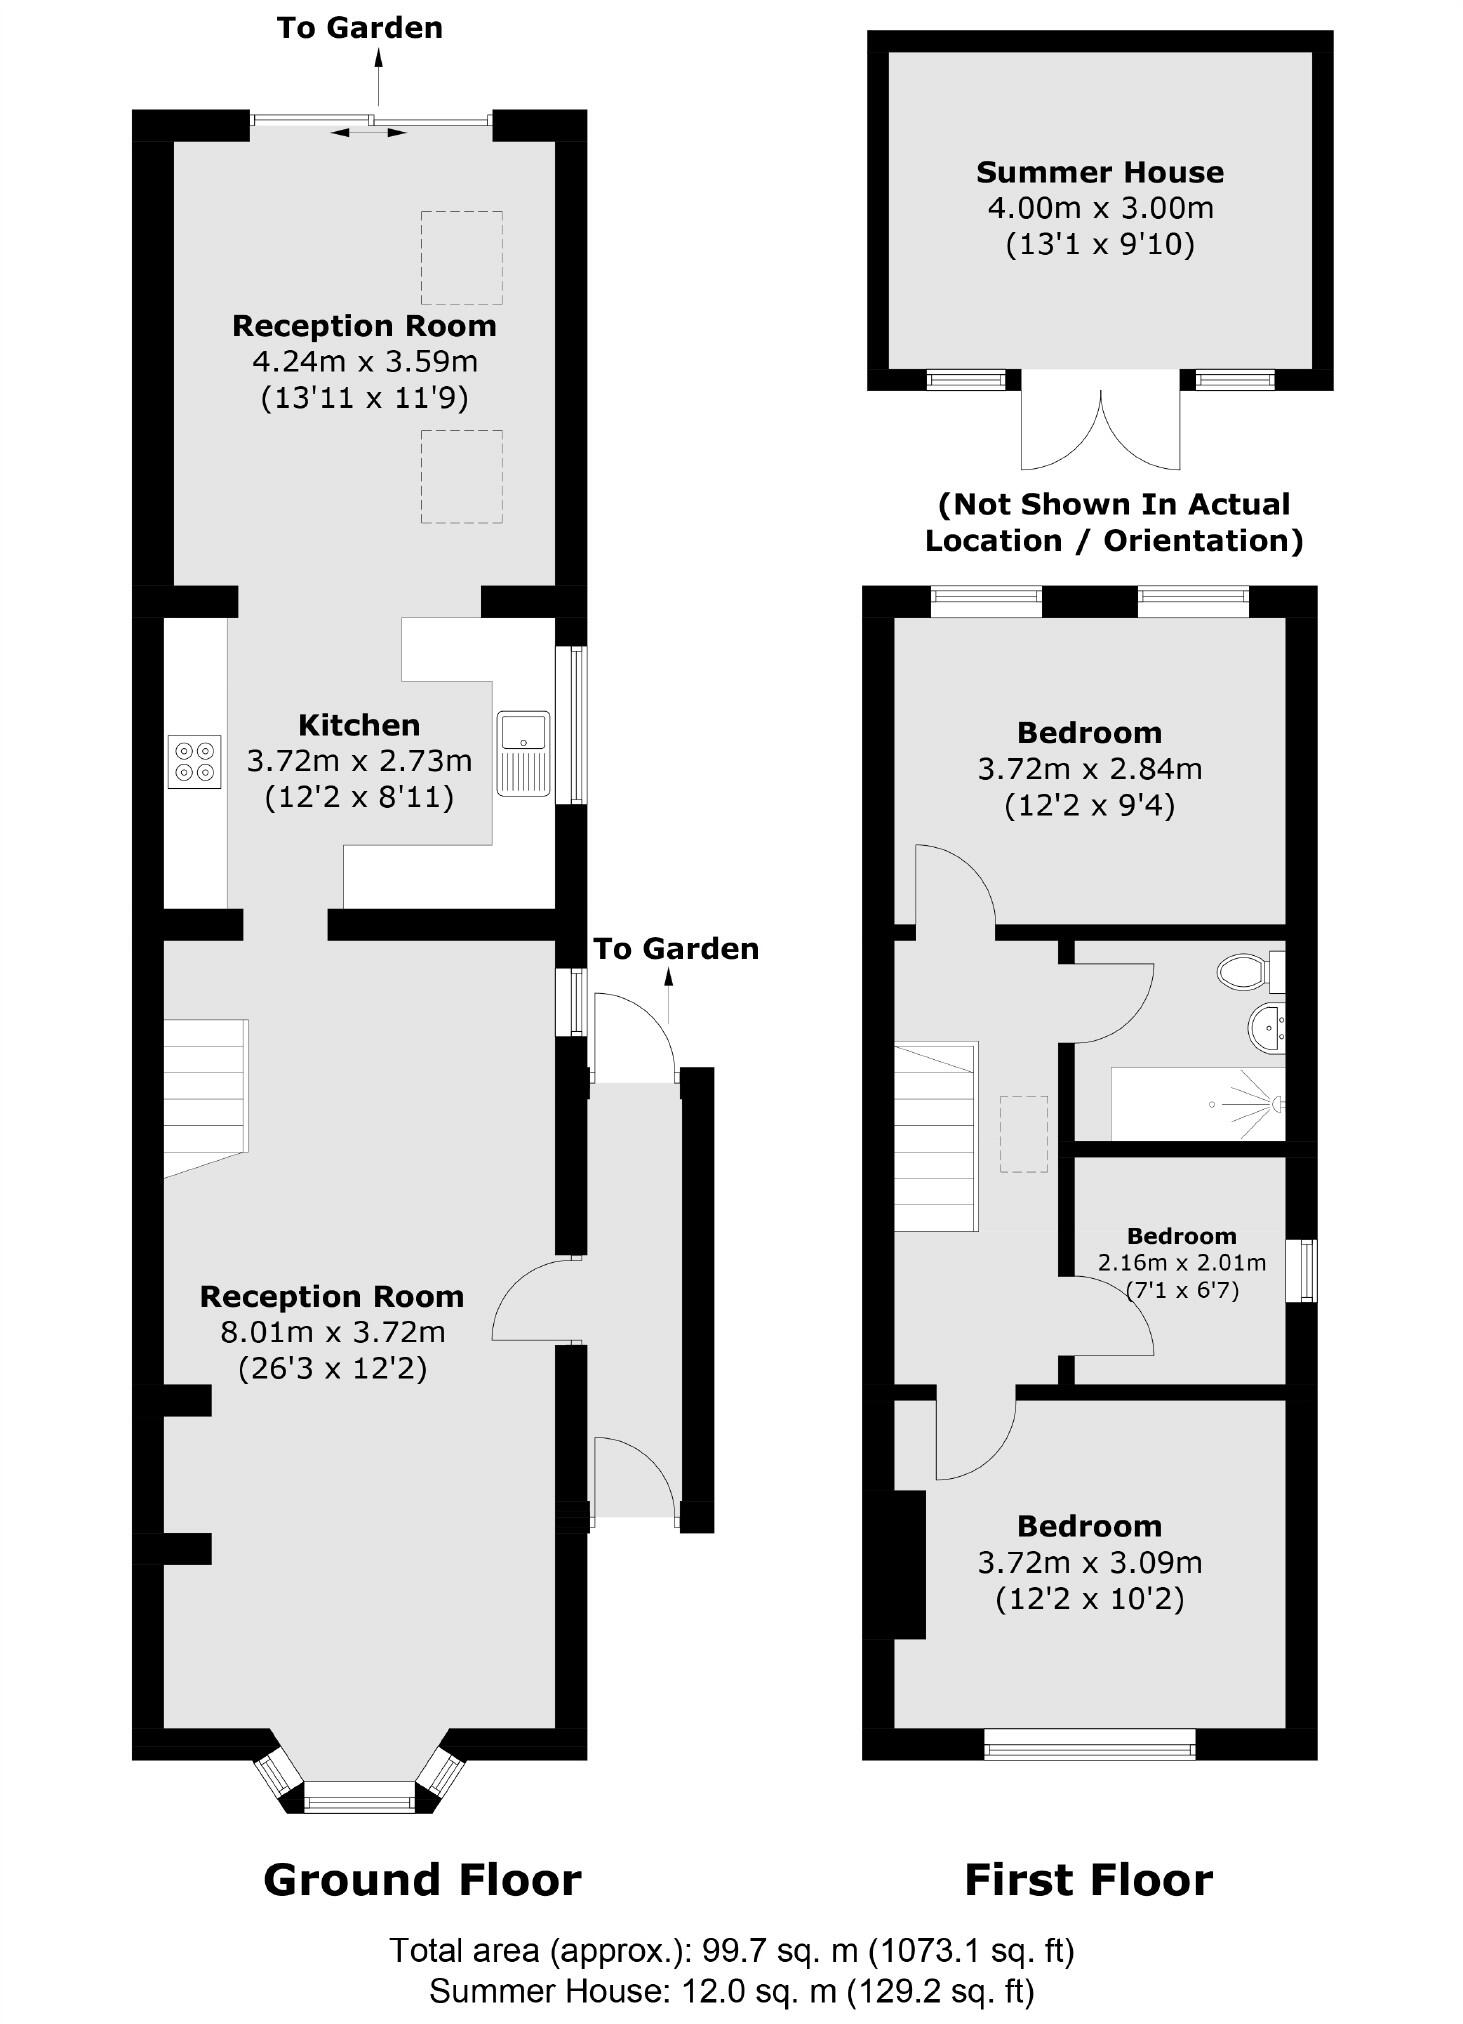 To Garden
Summer House
4.00m x 3.00m
(13'1 x 9'10)
Reception Room
4.24m x 3.59m
(13'11 x 11'9)
(Not Shown In Actual
Location / Orientation)
Kitchen
3.72m x 2.73m
(12'2 x 8'11)
Bedroom
3.72m x 2.84m
(12'2 x 9'4)
To Garden
Bedroom
2.16m x 2.01m
(7'1 x 6'7)
Reception Room
8.01m x 3.72m
(26'3 x 12'2)
Bedroom
3.72m x 3.09m
(12'2 x 10'2)
Ground Floor
First Floor
Total area (approx.): 99.7 sq. m (1073.1 sq. ft)
Summer House: 12.0 sq. m (129.2 sq. ft)